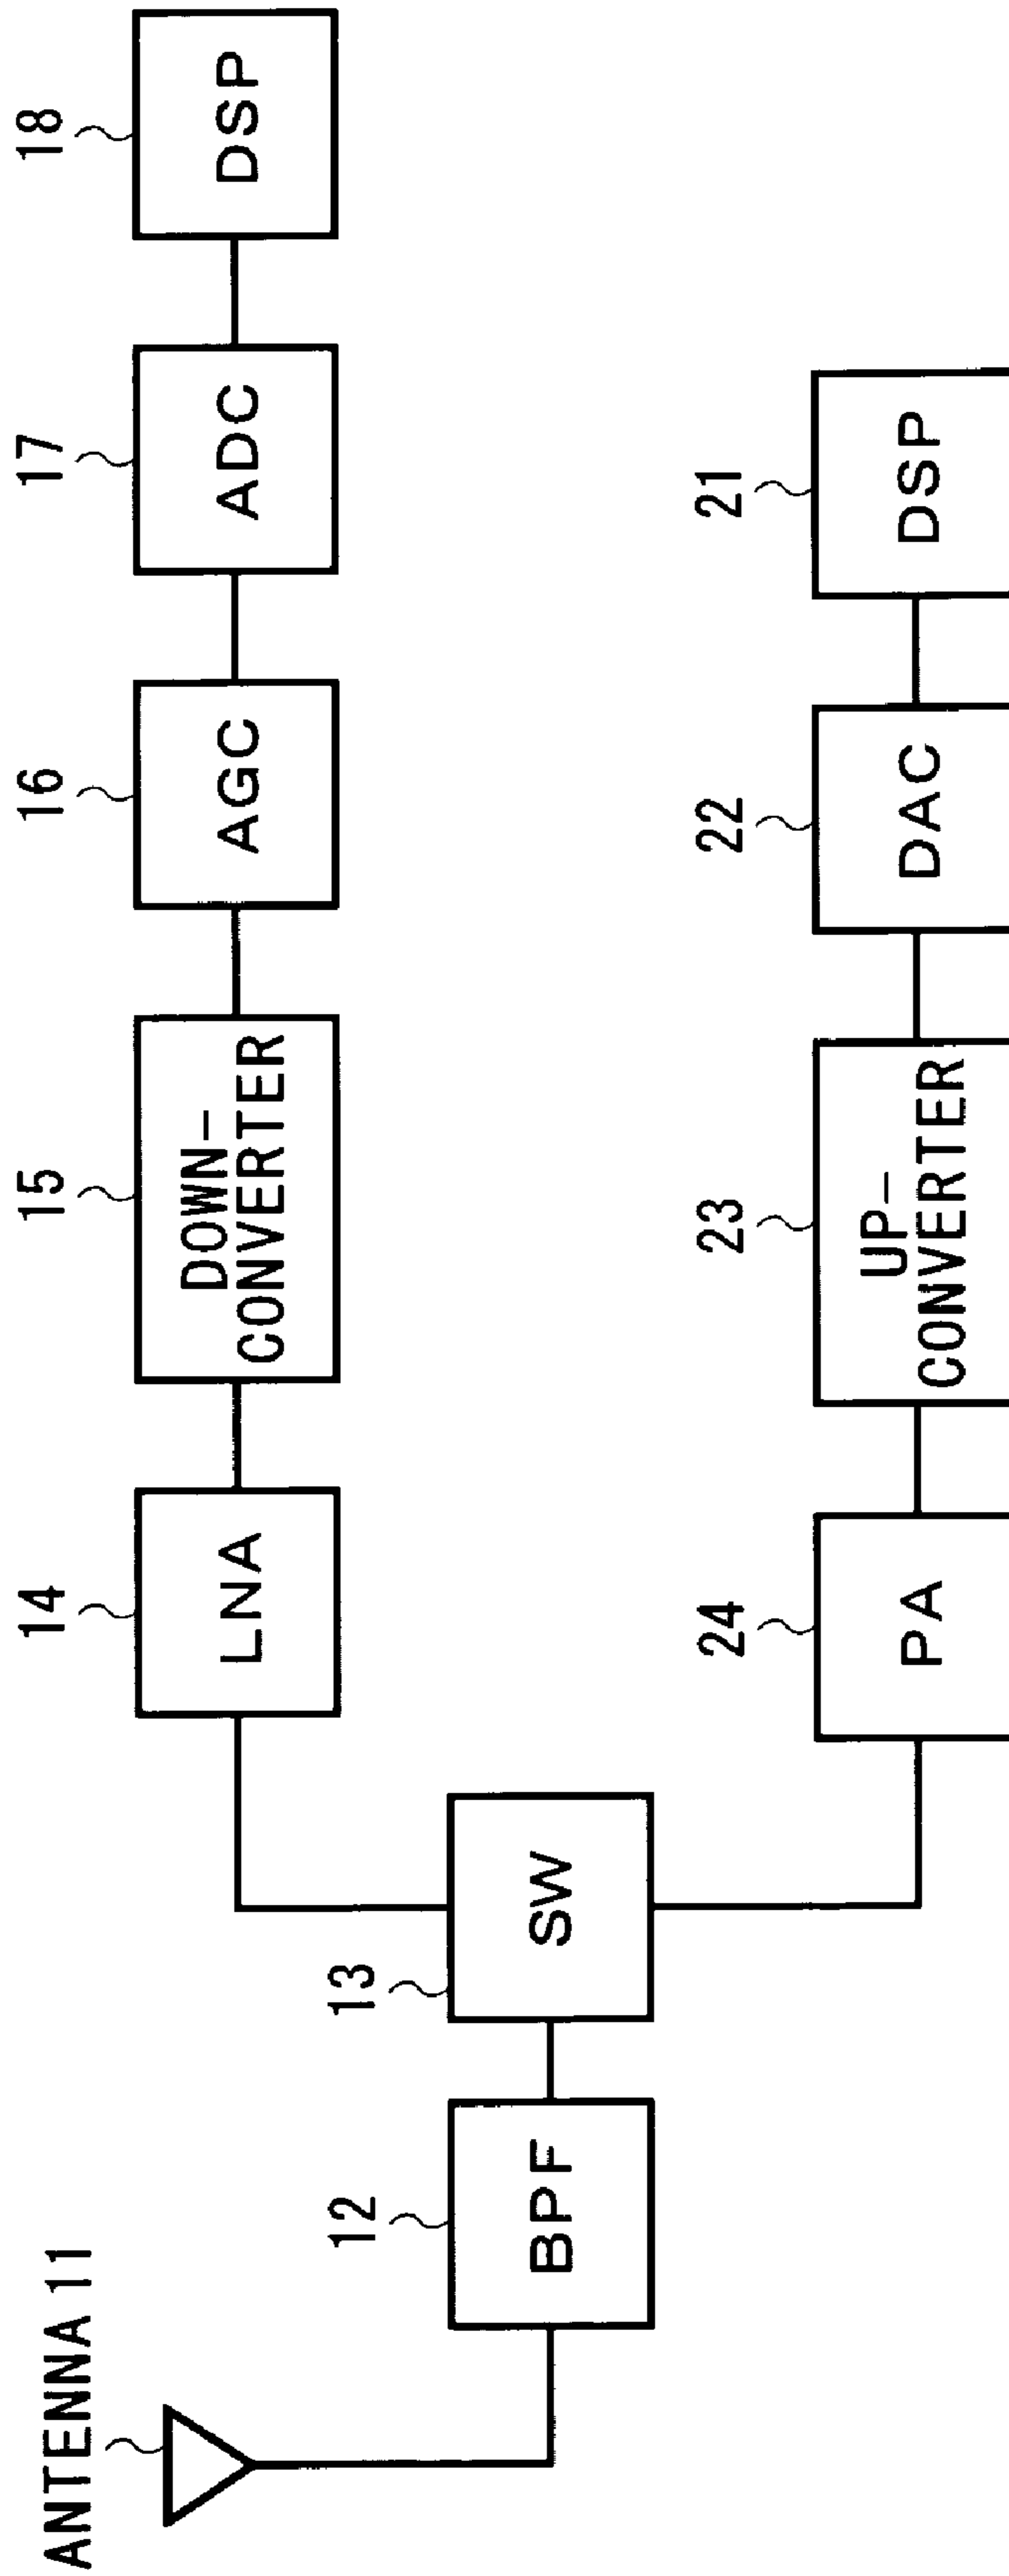 ANTENNA 11
12
BPF
13
SW
14
LNA
15
DOWN-
CONVERTER
16
AGC
17
ADC
18
DSP
24
PA
23
UP-
CONVERTER
22
DAC
21
DSP